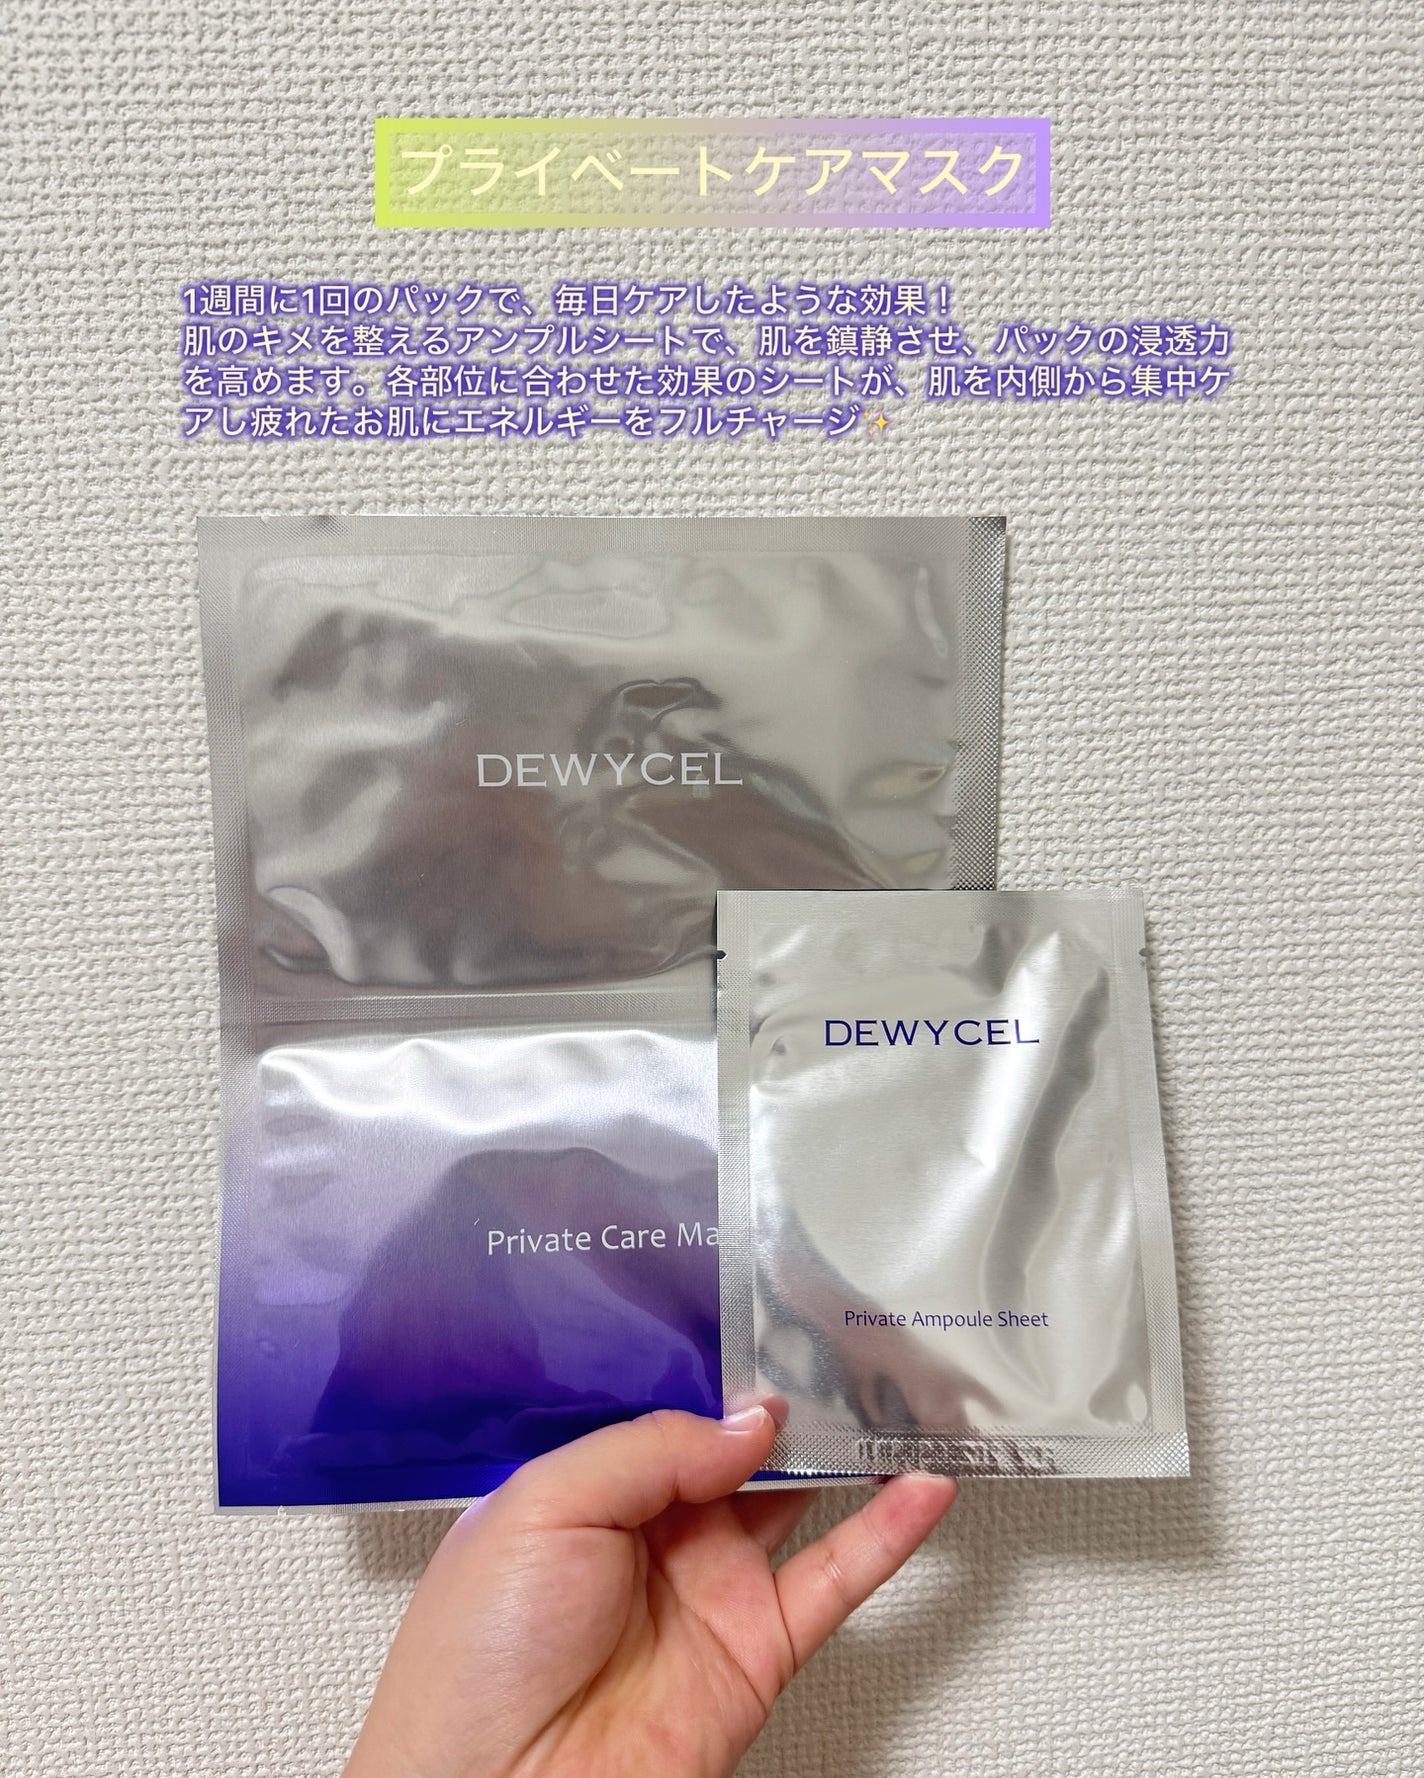 プライベートケアマスク
1週間に1回のパックで、毎日ケアしたような効果！
肌のキメを整えるアンプルシートで、肌を鎮静させ、パックの浸透力
を高めます。各部位に合わせた効果のシートが、肌を内側から集中ケ
アし疲れたお肌にエネルギーをフルチャージ✨
DEWYCEL
DEWYCEL
Private Care Ma
Private Ampoule Sheet